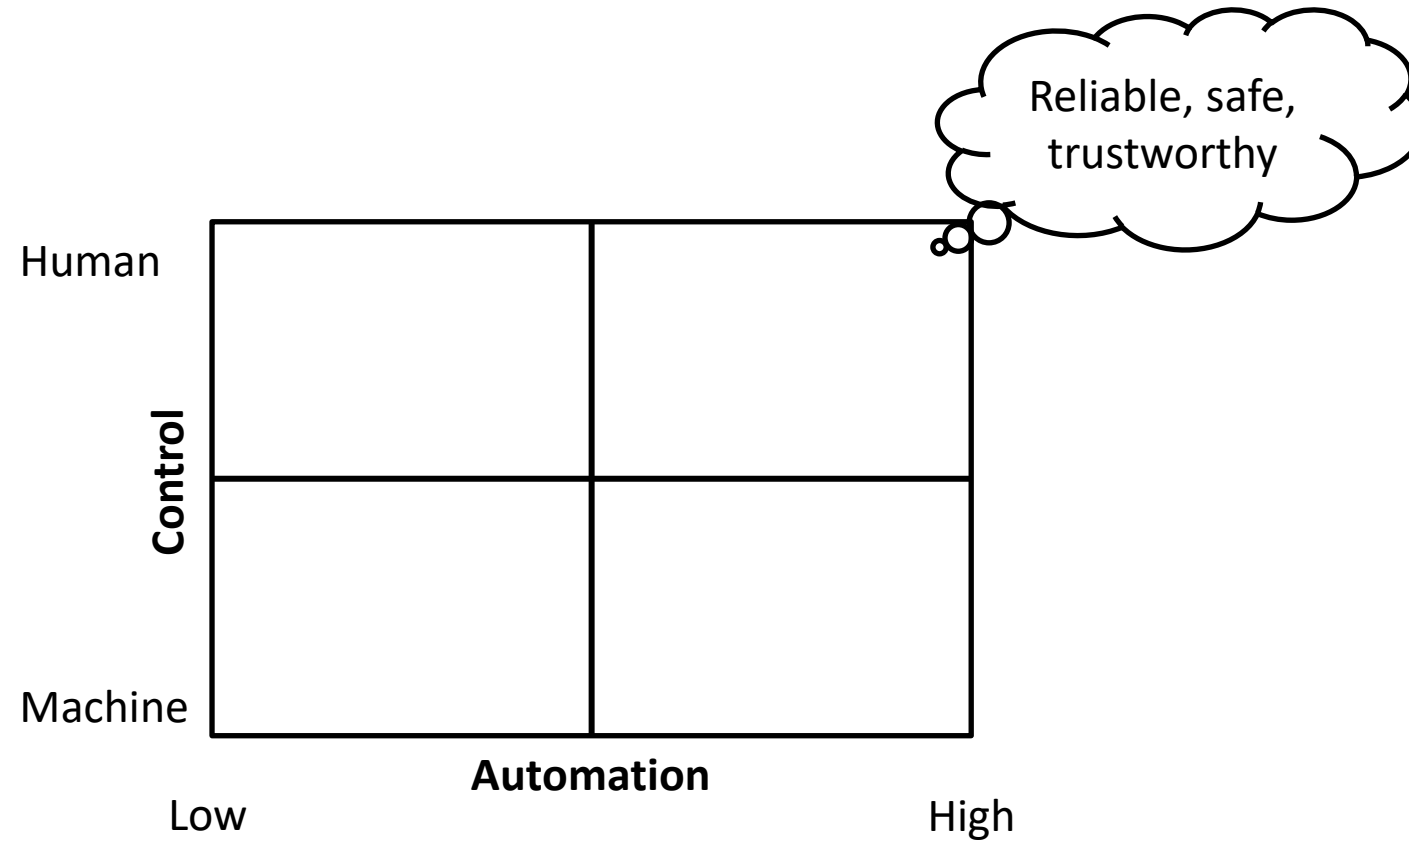 Reliable, safe,
trustworthy
Human
Control
Machine
Automation
Low
High